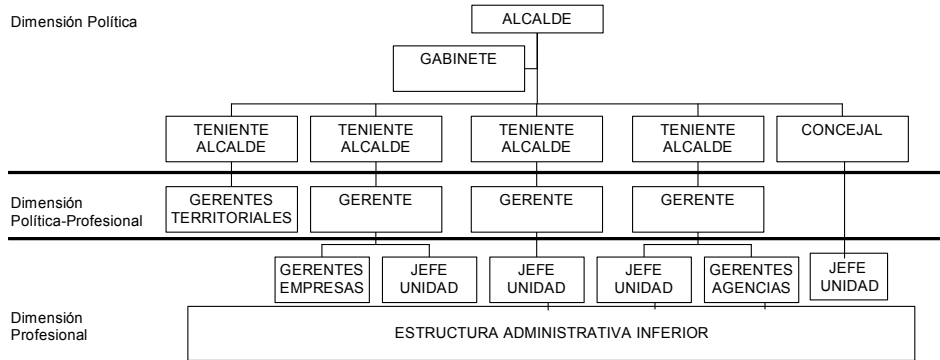 Dimensión Política
ALCALDE
GABINETE
TENIENTE
ALCALDE
TENIENTE
ALCALDE
TENIENTE
ALCALDE
TENIENTE
ALCALDE
CONCEJAL
Dimensión
Política-Profesional
GERENTES
TERRITORIALES
GERENTE
GERENTE
GERENTE
GERENTES
EMPRESAS
JEFE
UNIDAD
JEFE
UNIDAD
JEFE
UNIDAD
GERENTES
AGENCIAS
JEFE
UNIDAD
Dimensión
Profesional
ESTRUCTURA ADMINISTRATIVA INFERIOR